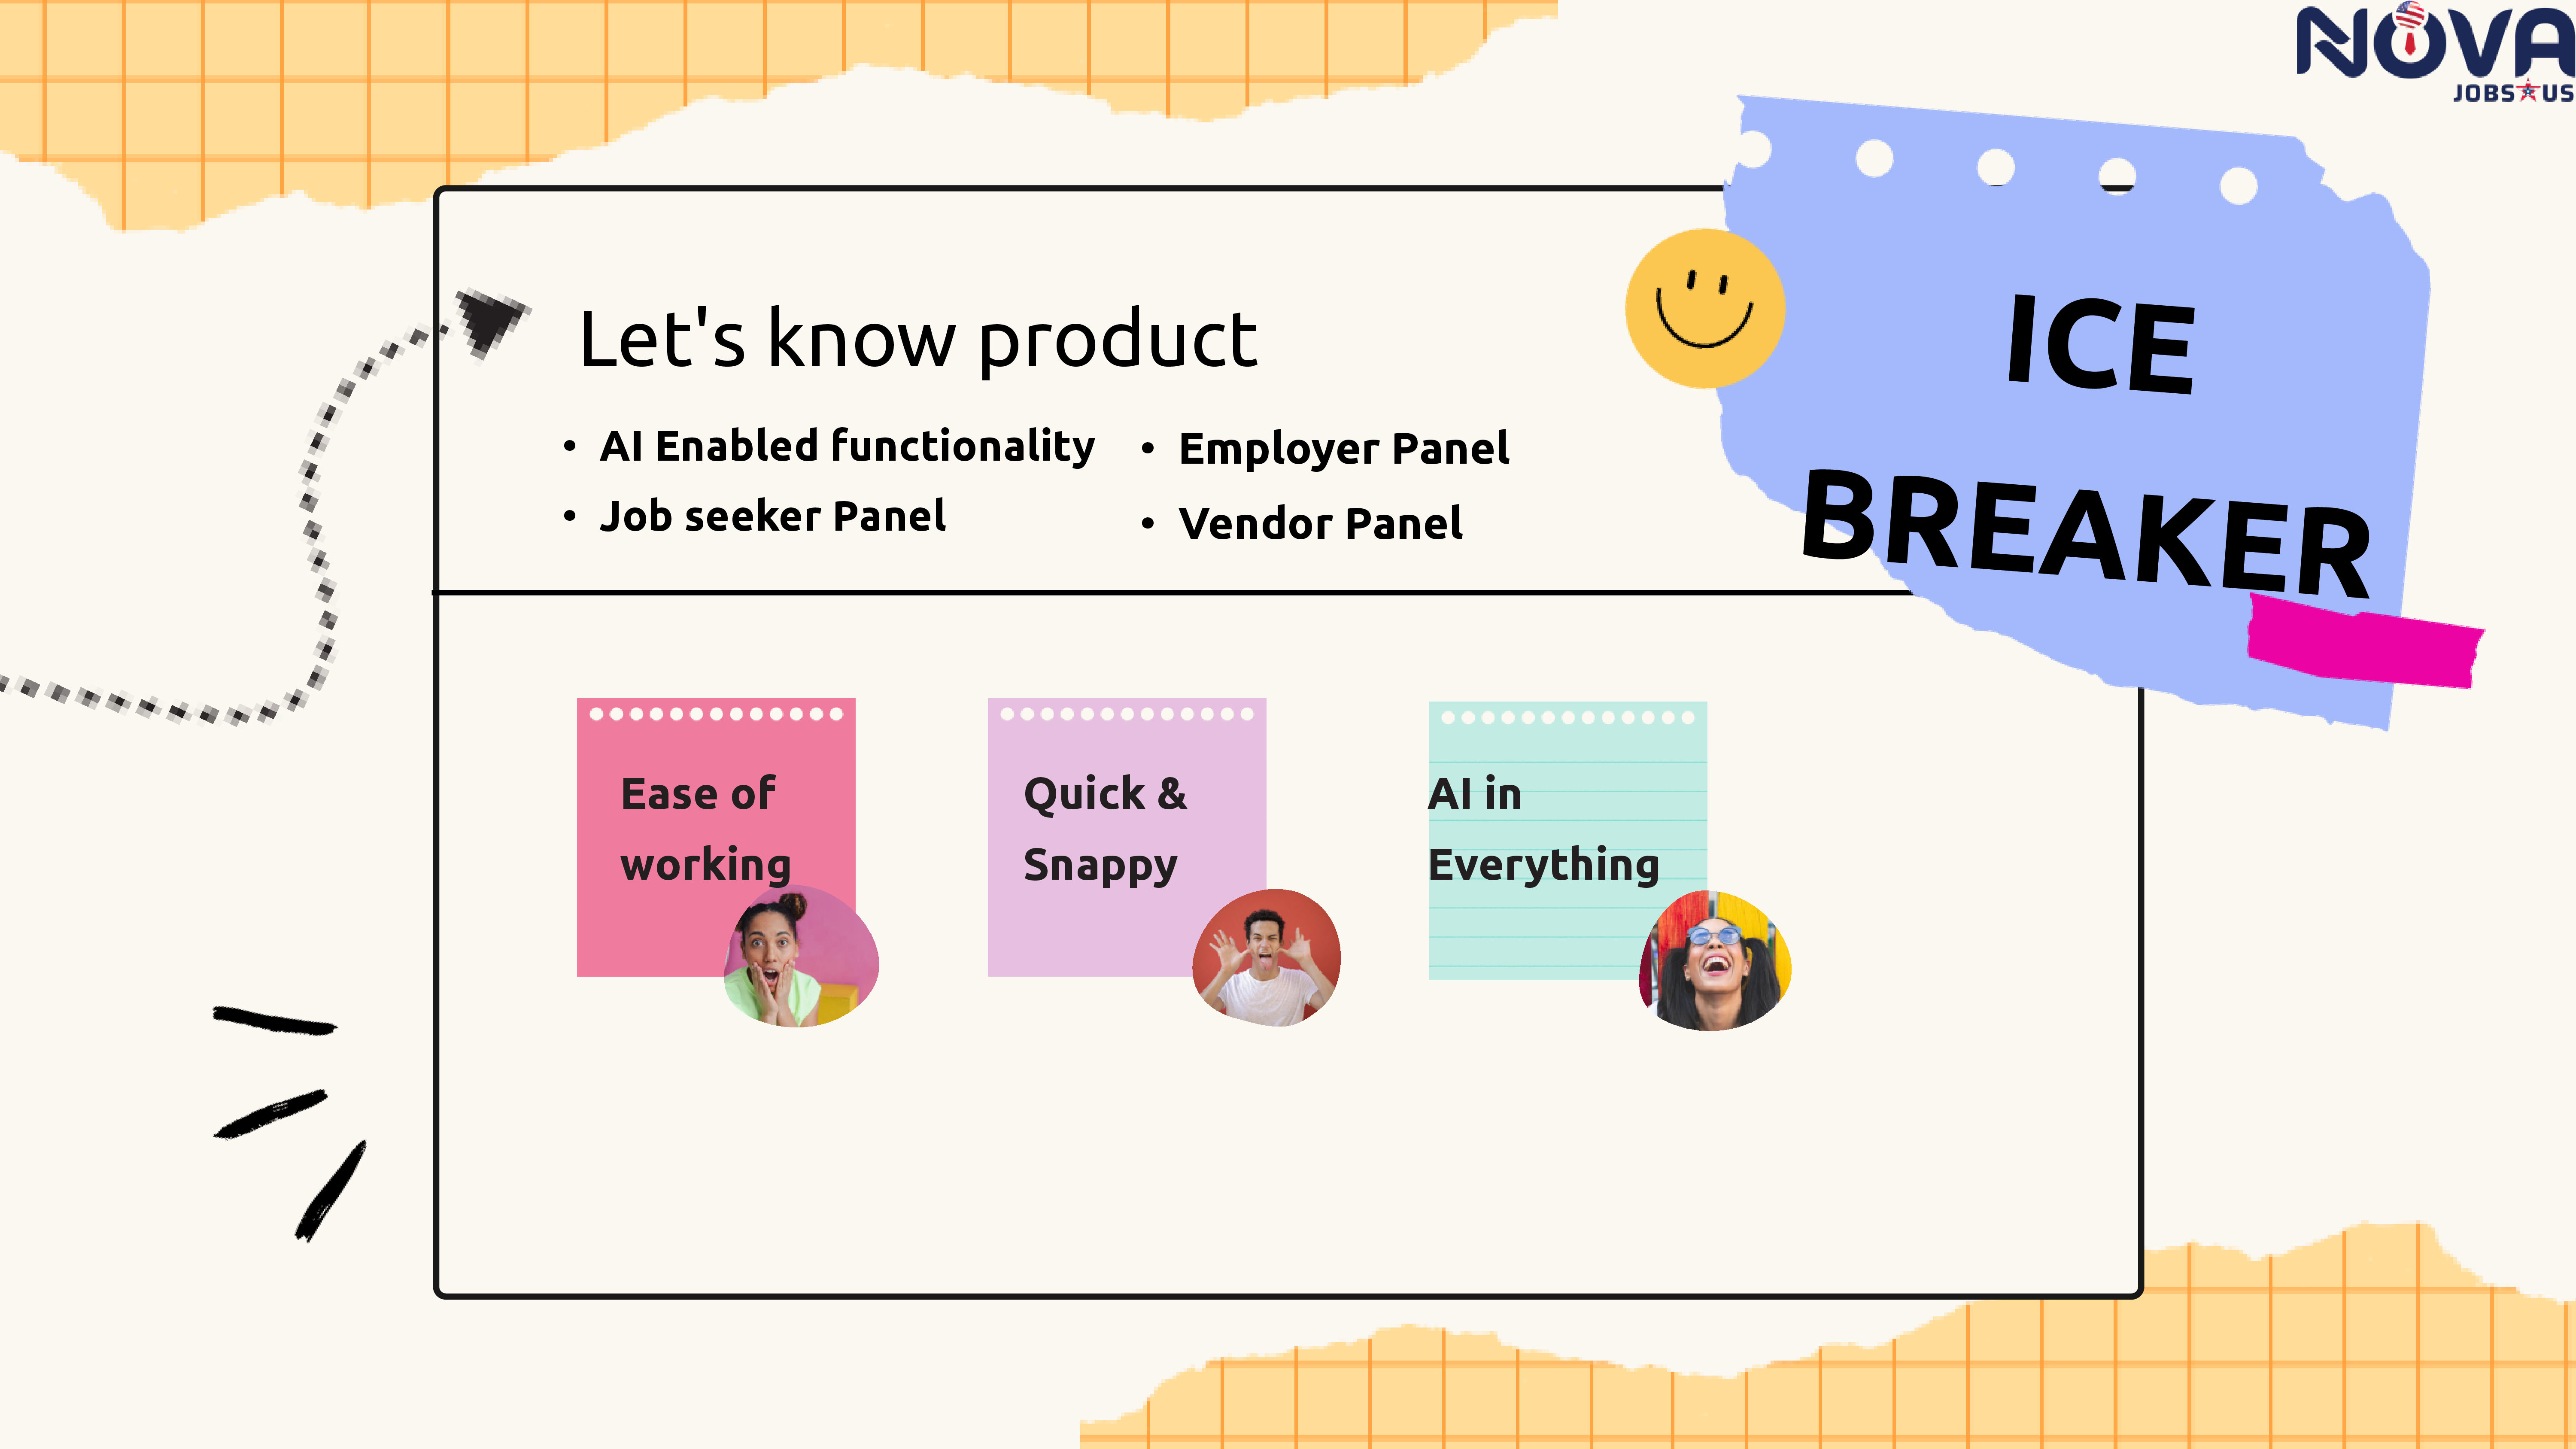 NOVA
JOBS US
ICE
BREAKER
Let's know product
• AI Enabled functionality
• Job seeker Panel
• Employer Panel
• Vendor Panel
Ease of
working
Quick &
Snappy
AI in
Everything